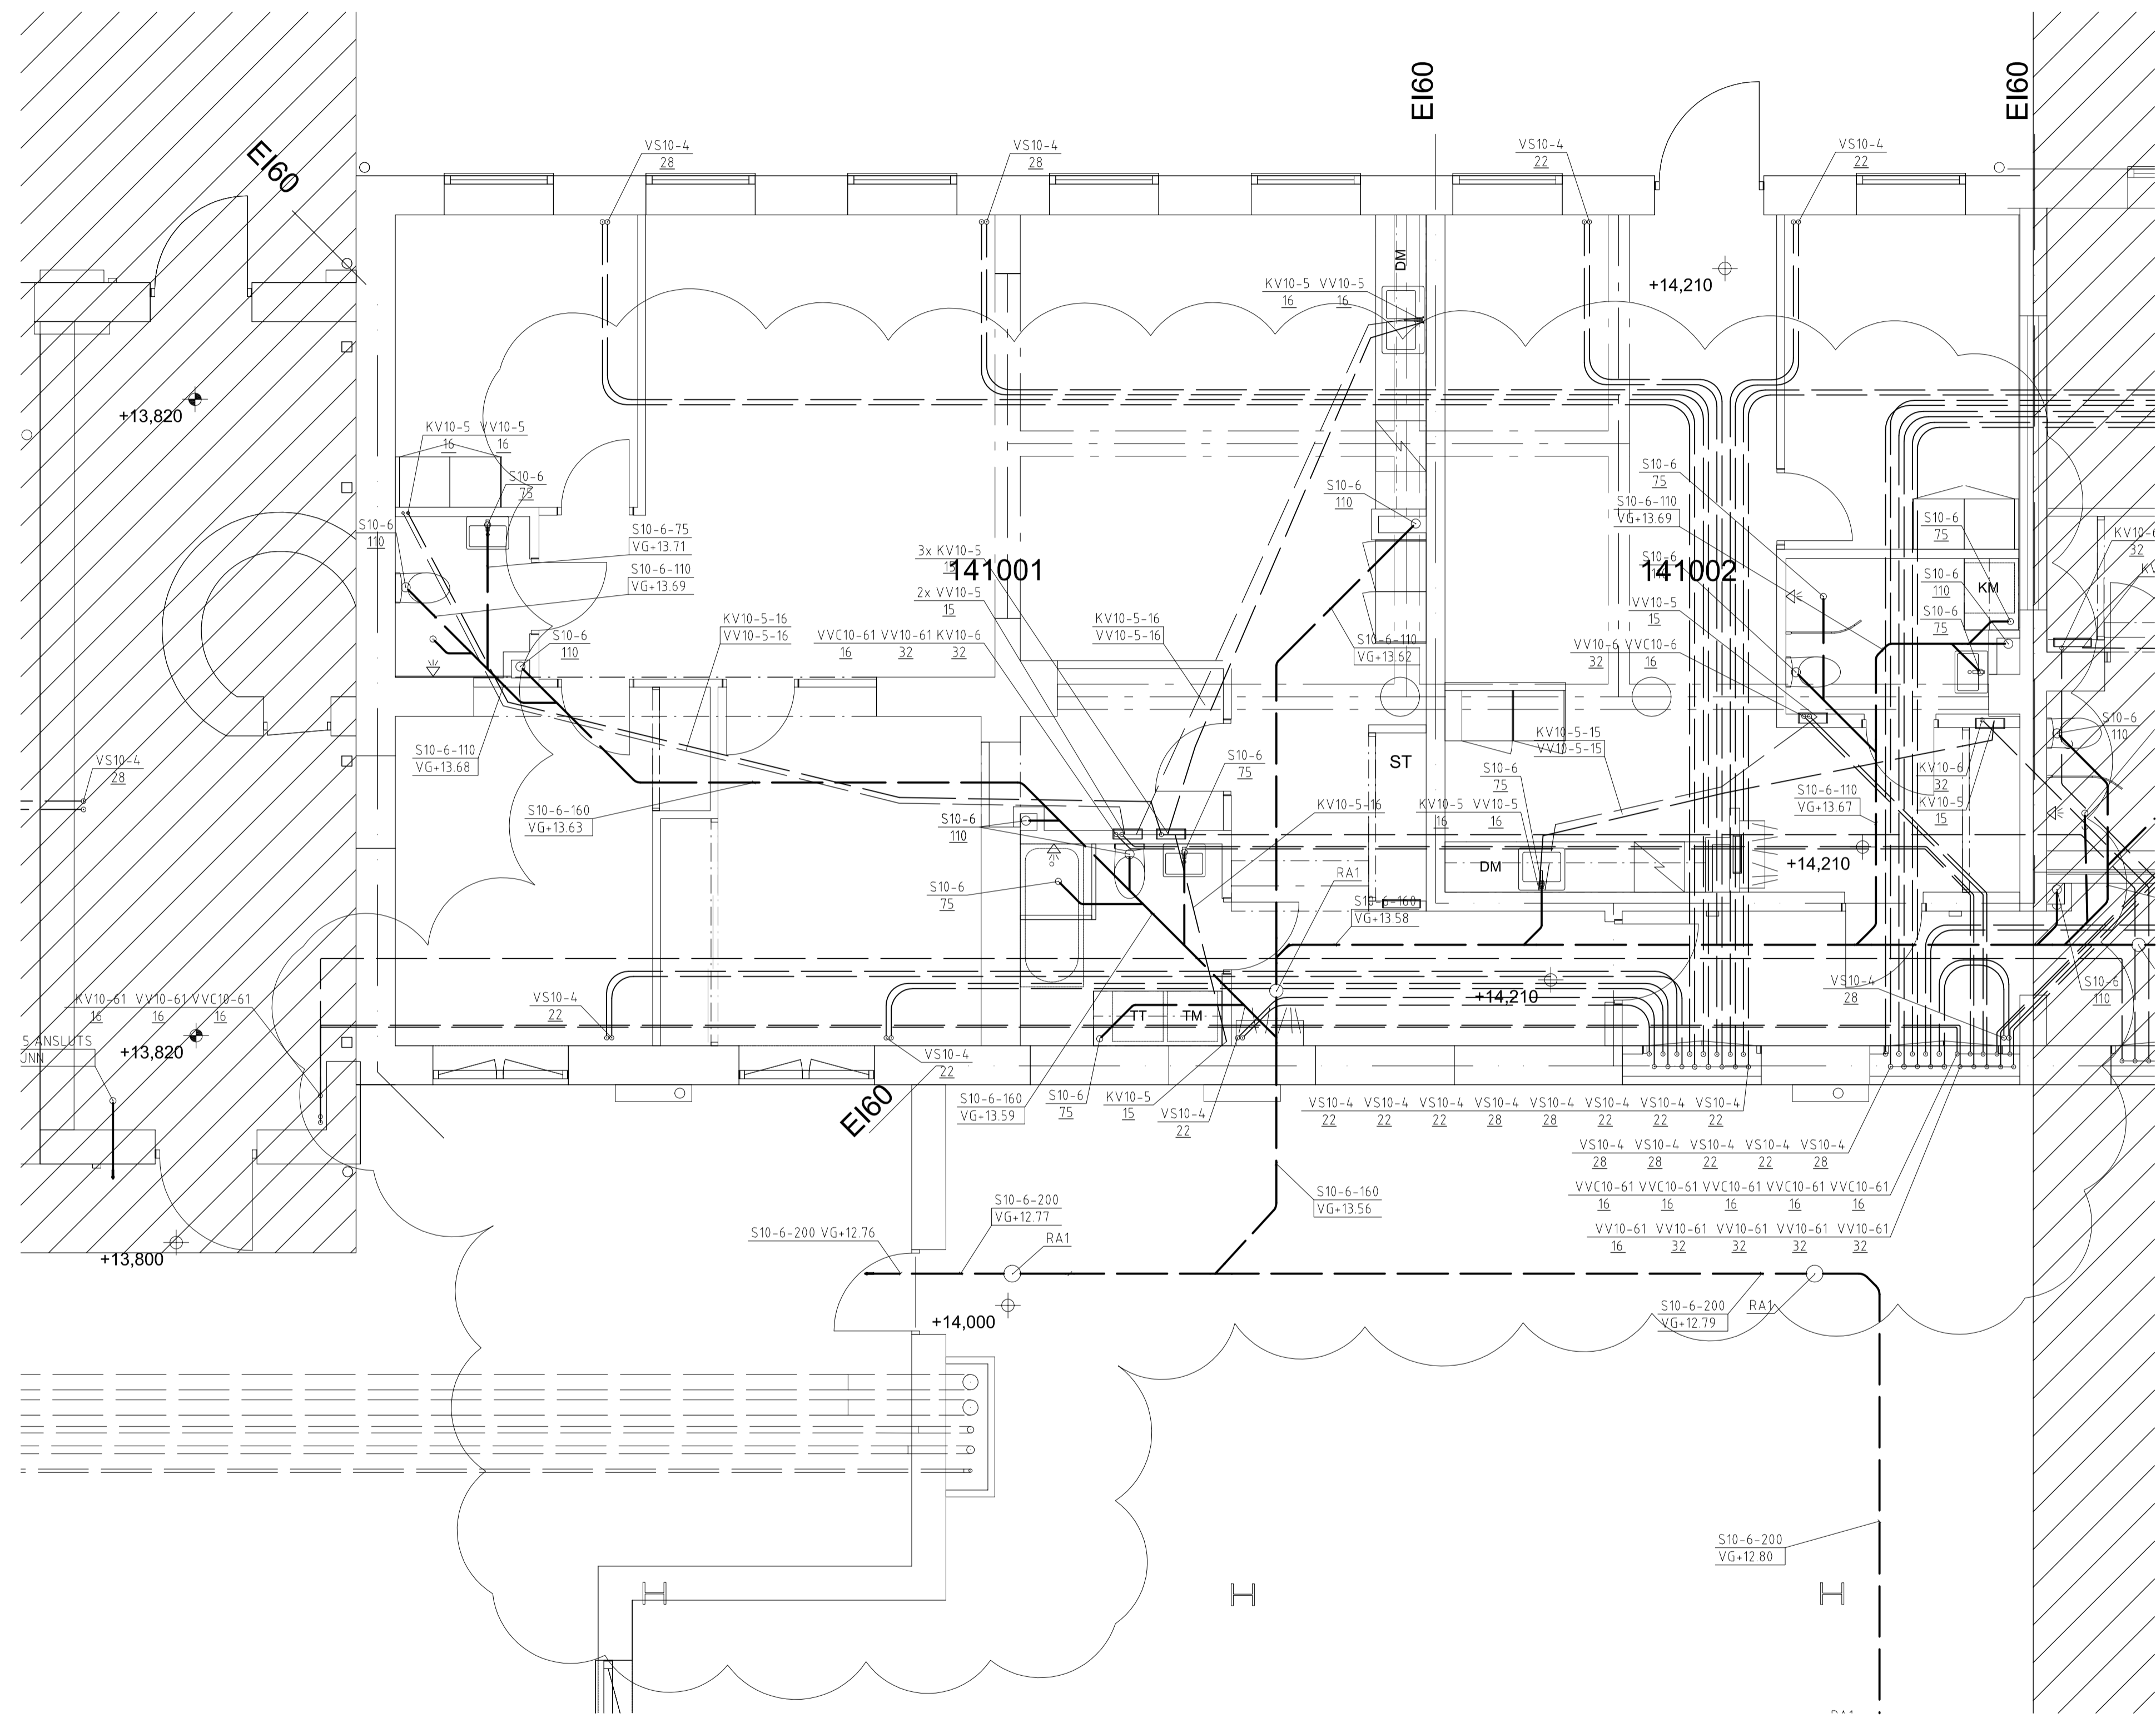 EI60
EI60
EI60
VS10-4
28
VS10-4
28
VS10-4
22
VS10-4
22
+14,210
DM
KV10-5 VV10-5
16 16
+13,820
KV10-5 VV10-5
16 16
S10-6
75
S10-6
110
S10-6-75
VG+13.71
S10-6-110
VG+13.69
3x KV10-5
15
141001
2x VV10-5
15
S10-6
110
S10-6
75
S10-6-110
VG+13.69
S10-6
141002
VV10-5
15
S10-6
75
S10-6
110
S10-6
75
KM
KV10-6
32
KV10-5-16
VV10-5-16
VVC10-61 VV10-61 KV10-6
16 32 32
KV10-5-16
VV10-5-16
S10-6-110
VG+13.62
VV10-6 VVC10-6
32 16
S10-6
110
S10-6
110
S10-6-110
VG+13.68
VS10-4
28
S10-6
75
ST
KV10-5-15
VV10-5-15
S10-6
75
KV10-6
32
KV10-5
15
S10-6-110
VG+13.67
S10-6-160
VG+13.63
S10-6
110
KV10-5-16
KV10-5 VV10-5
16 16
DM
+14,210
RA1
S10-6
75
S10-6-160
VG+13.58
VS10-4
28
S10-6
110
KV10-61 VV10-61 VVC10-61
16 16 16
VS10-4
22
+14,210
TT
TM
+13,820
5 ANSLUTS
VS10-4
22
EI60
S10-6-160
VG+13.59
S10-6
75
KV10-5
15
VS10-4
22
VS10-4 VS10-4 VS10-4 VS10-4 VS10-4 VS10-4 VS10-4 VS10-4
22 22 22 28 28 22 22 22
VS10-4 VS10-4 VS10-4 VS10-4 VS10-4
28 28 22 22 28
VVC10-61 VVC10-61 VVC10-61 VVC10-61 VVC10-61
16 16 16 16 16
VV10-61 VV10-61 VV10-61 VV10-61 VV10-61
16 32 32 32 32
S10-6-160
VG+13.56
S10-6-200
VG+12.77
S10-6-200 VG+12.76
RA1
+13,800
+14,000
S10-6-200
VG+12.79
RA1
S10-6-200
VG+12.80